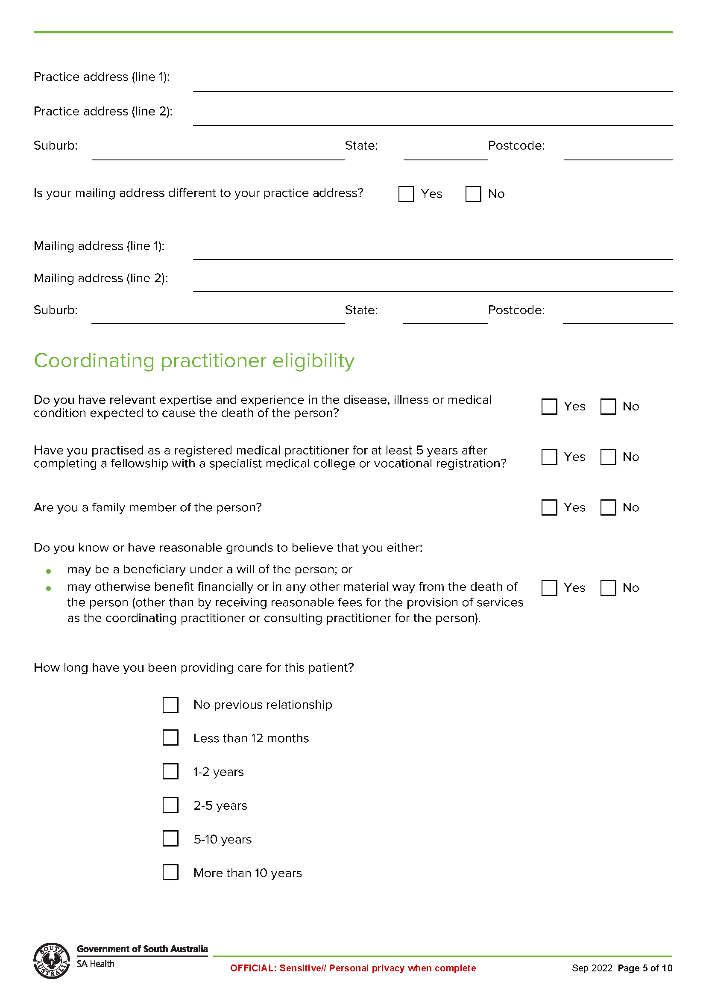 Practice address (line 1):
Practice address (line 2):
Suburb: State: Postcode:
Is your mailing address different to your practice address? Yes No
Mailing address (line 1):
Mailing address (line 2):
Suburb: State: Postcode:
Coordinating practitioner eligibility
Do you have relevant expertise and experience in the disease, illness or medical
condition expected to cause the death of the person? Yes No
Have you practised as a registered medical practitioner for at least 5 years after
completing a fellowship with a specialist medical college or vocational registration? Yes No
Are you a family member of the person? Yes No
Do you know or have reasonable grounds to believe that you either:
• may be a beneficiary under a will of the person; or
• may otherwise benefit financially or in any other material way from the death of Yes No
the person (other than by receiving reasonable fees for the provision of services
as the coordinating practitioner or consulting practitioner for the person).
How long have you been providing care for this patient?
No previous relationship
Less than 12 months
1-2 years
2-5 years
5-10 years
More than 10 years
SOUTH AUSTRALIA
Government of South Australia
SA Health
OFFICIAL: Sensitive// Personal privacy when complete
Sep 2022 Page 5 of 10